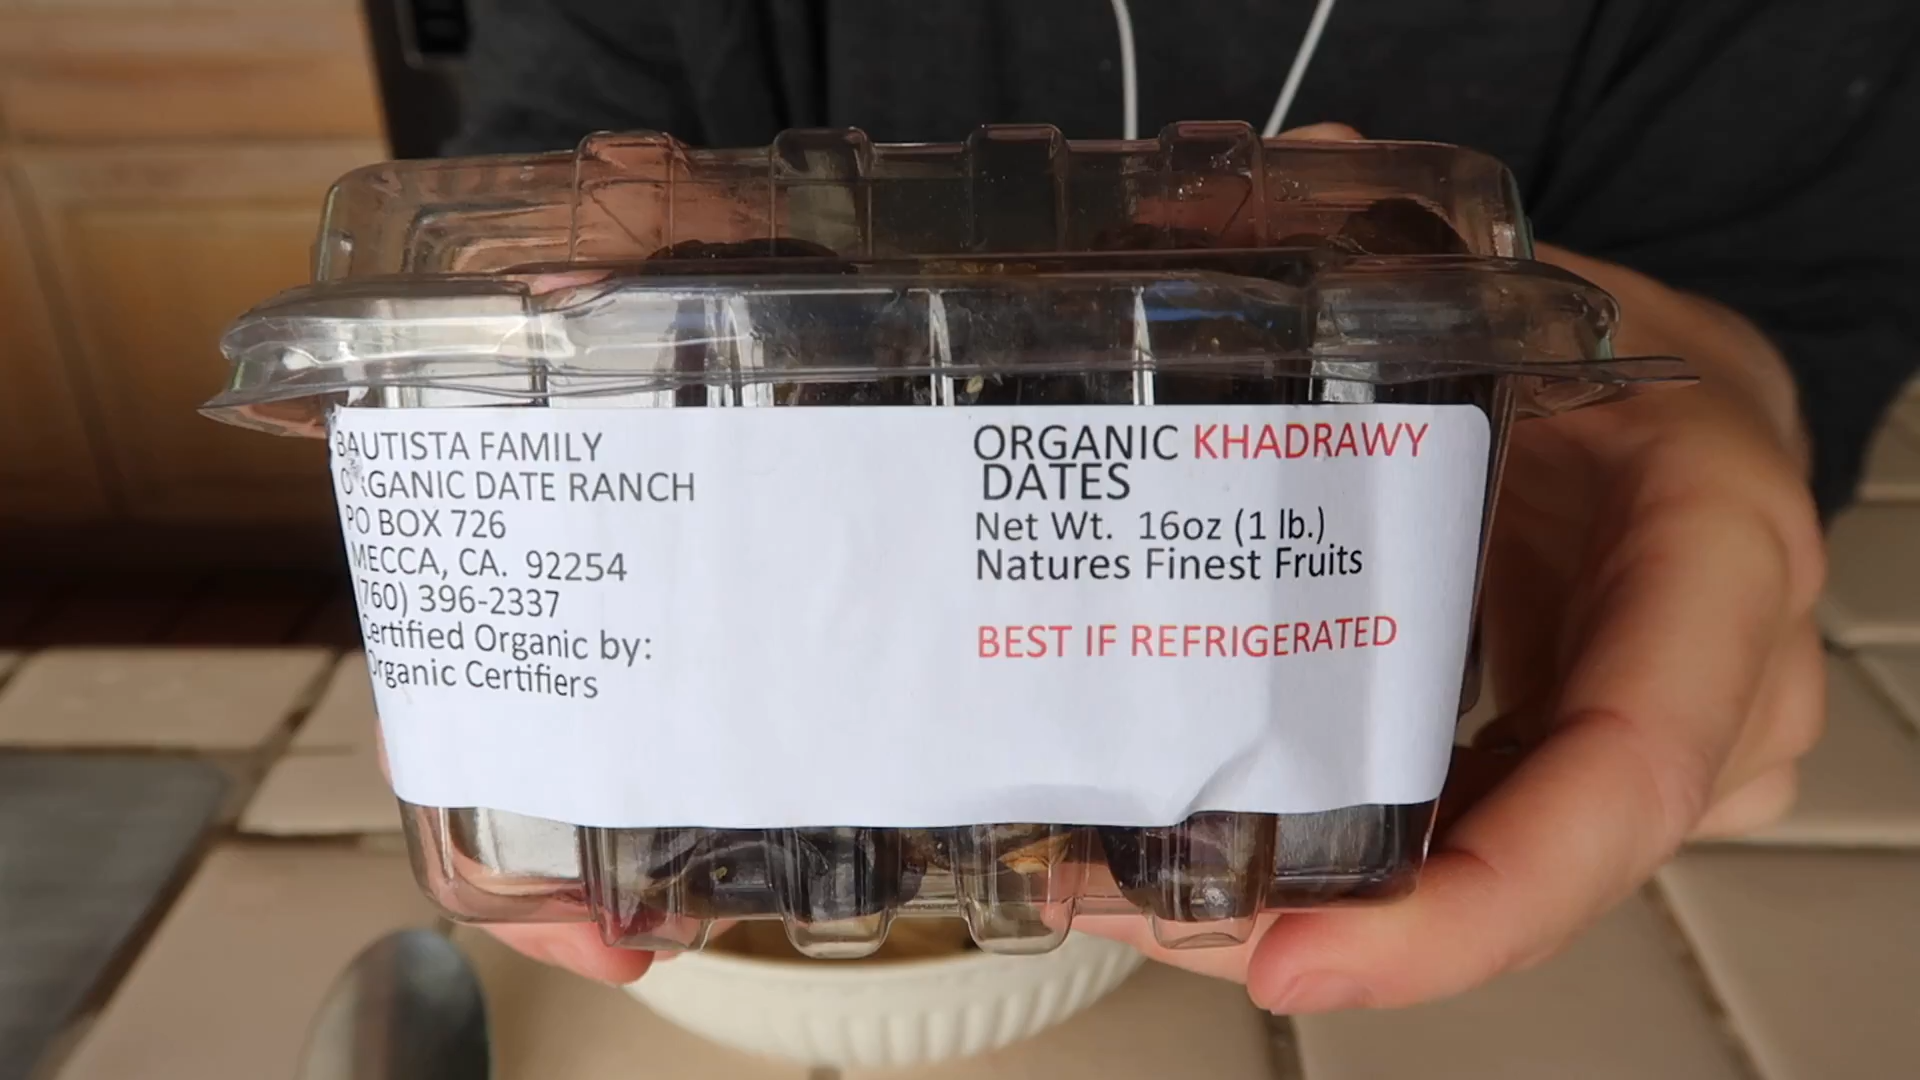 BAUTISTA FAMILY
ORGANIC DATE RANCH
PO BOX 726
MECCA, CA. 92254
(760) 396-2337
Certified Organic by:
Organic Certifiers
ORGANIC KHADRAWY
DATES
Net Wt. 16oz (1 lb.)
Natures Finest Fruits
BEST IF REFRIGERATED